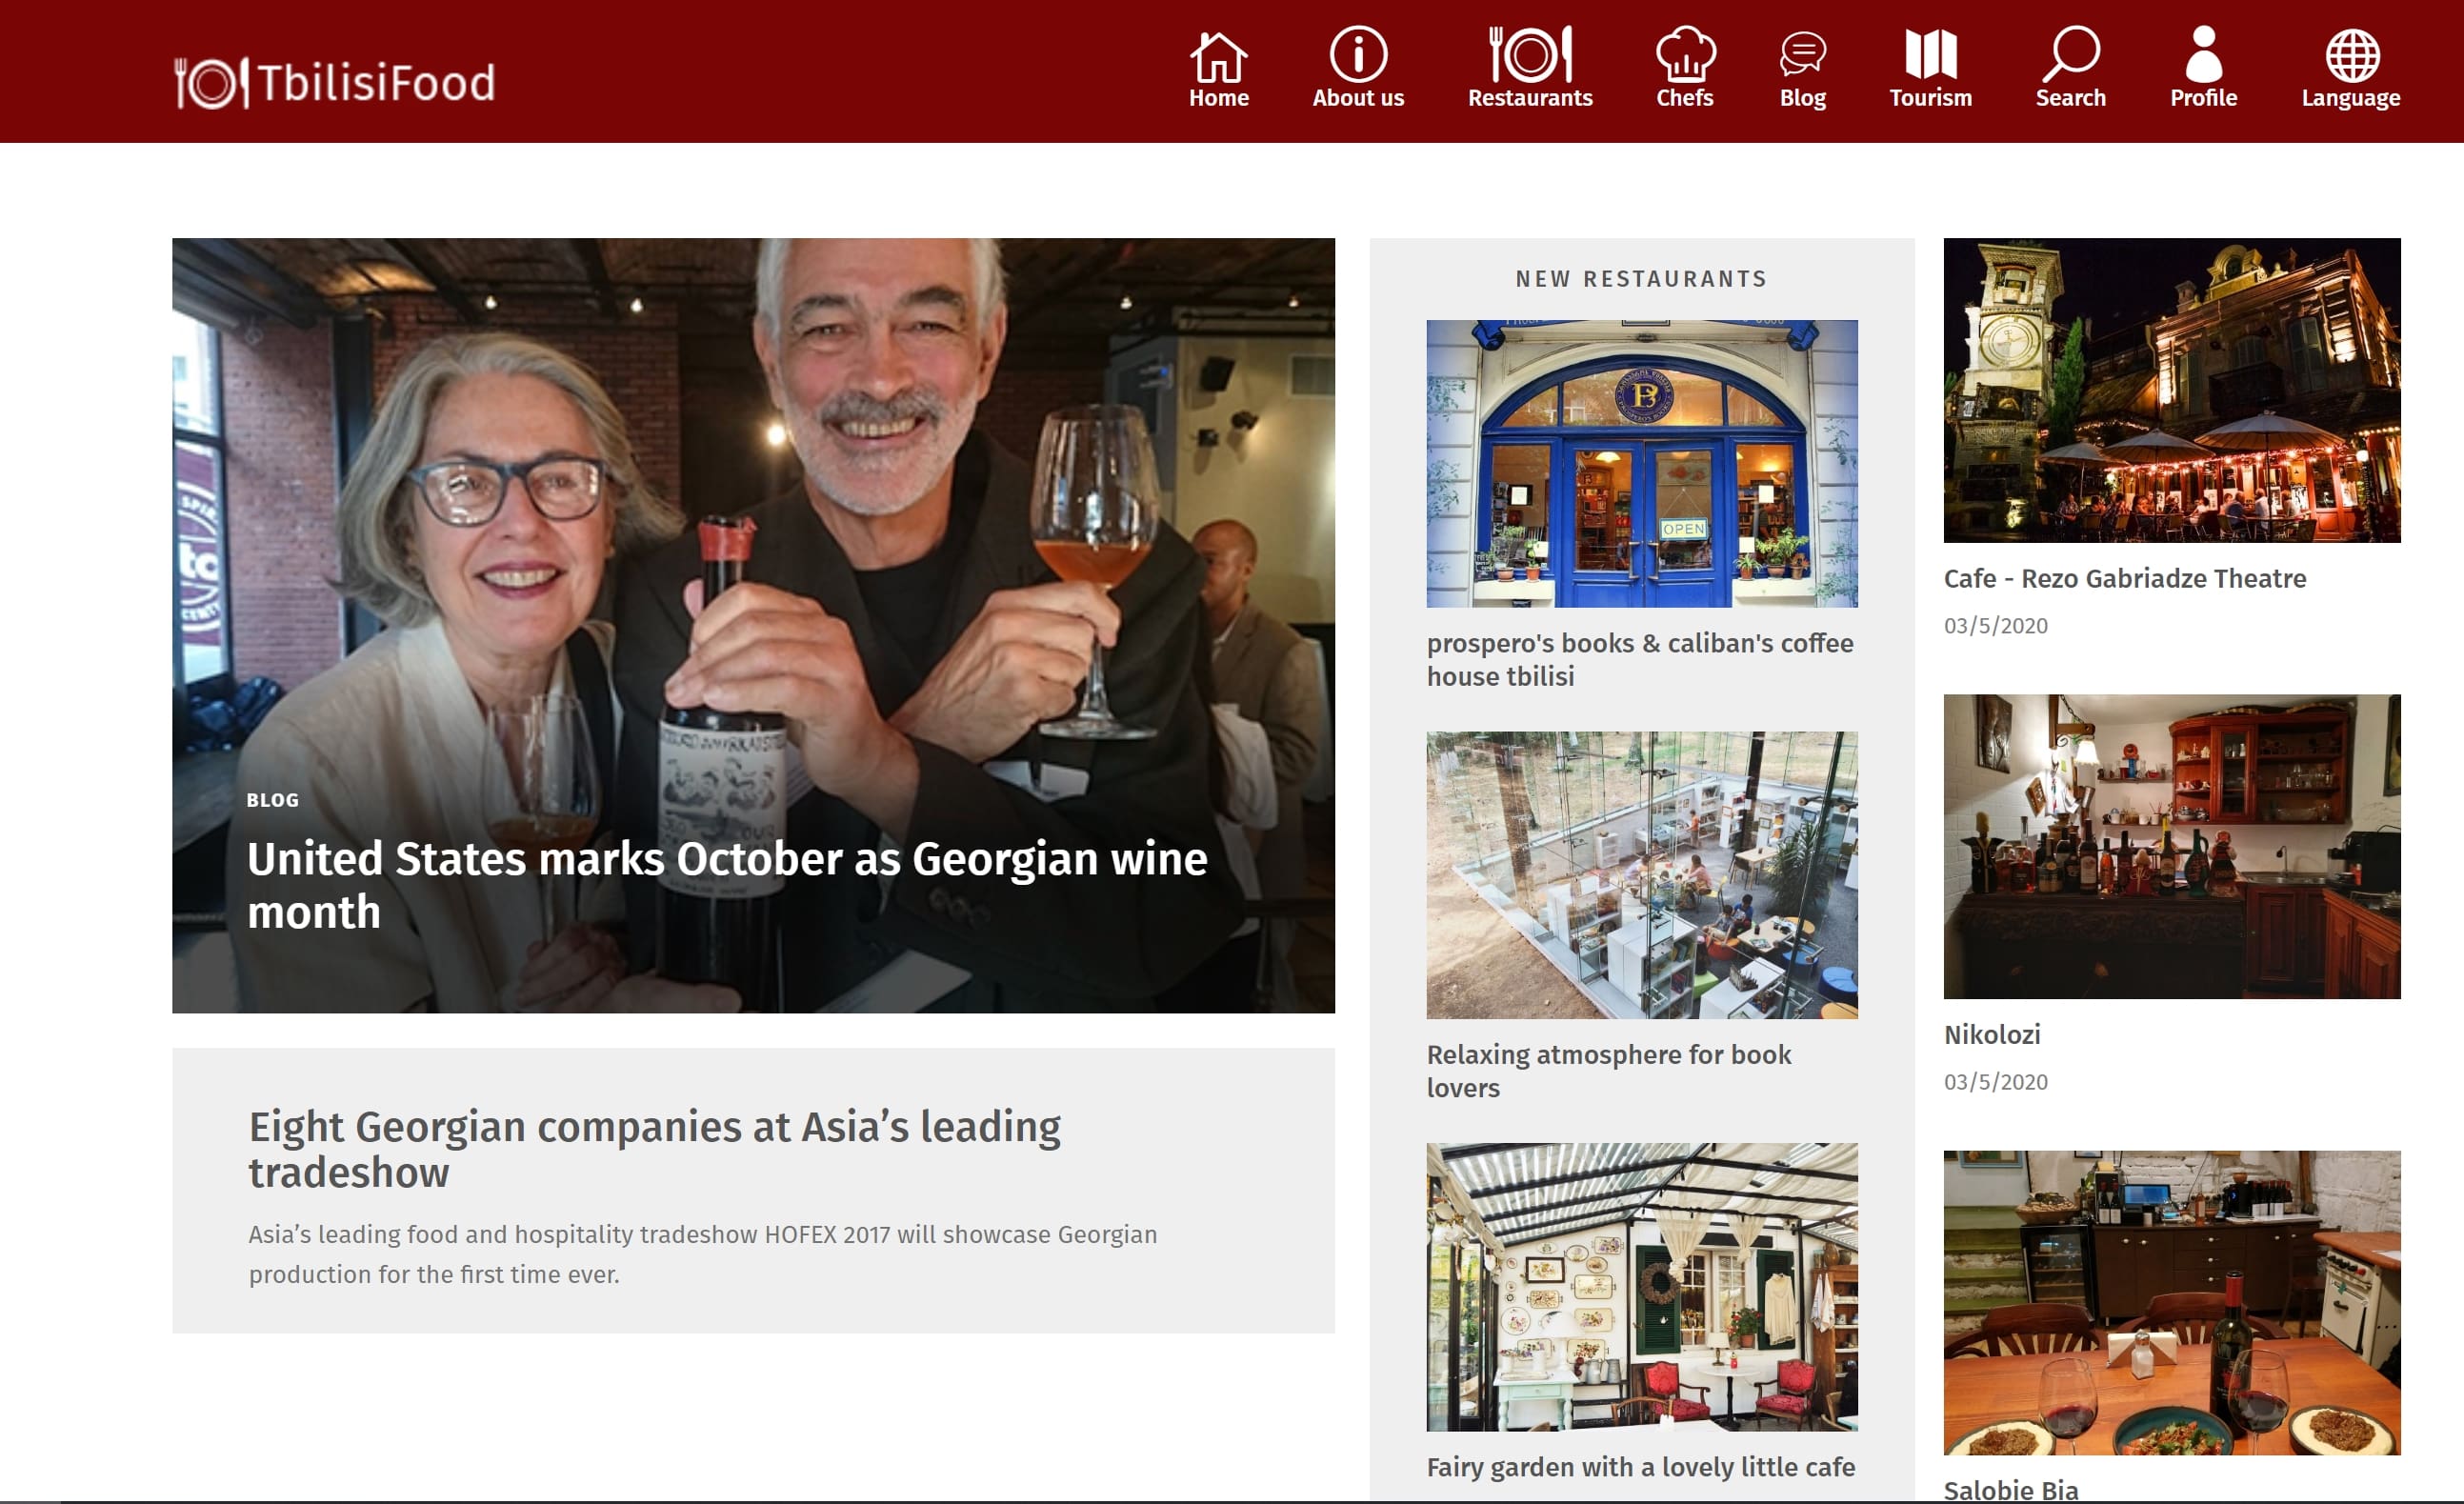 TbilisiFood
Home
About us
Restaurants
Chefs
Blog
Tourism
Search
Profile
Language
BLOG
United States marks October as Georgian wine
month
Eight Georgian companies at Asia’s leading
tradeshow
Asia’s leading food and hospitality tradeshow HOFEX 2017 will showcase Georgian
production for the first time ever.
NEW RESTAURANTS
OPEN
prospero's books & caliban's coffee
house tbilisi
Relaxing atmosphere for book
lovers
Fairy garden with a lovely little cafe
Cafe - Rezo Gabriadze Theatre
03/5/2020
Nikolozi
03/5/2020
Salobie Bia